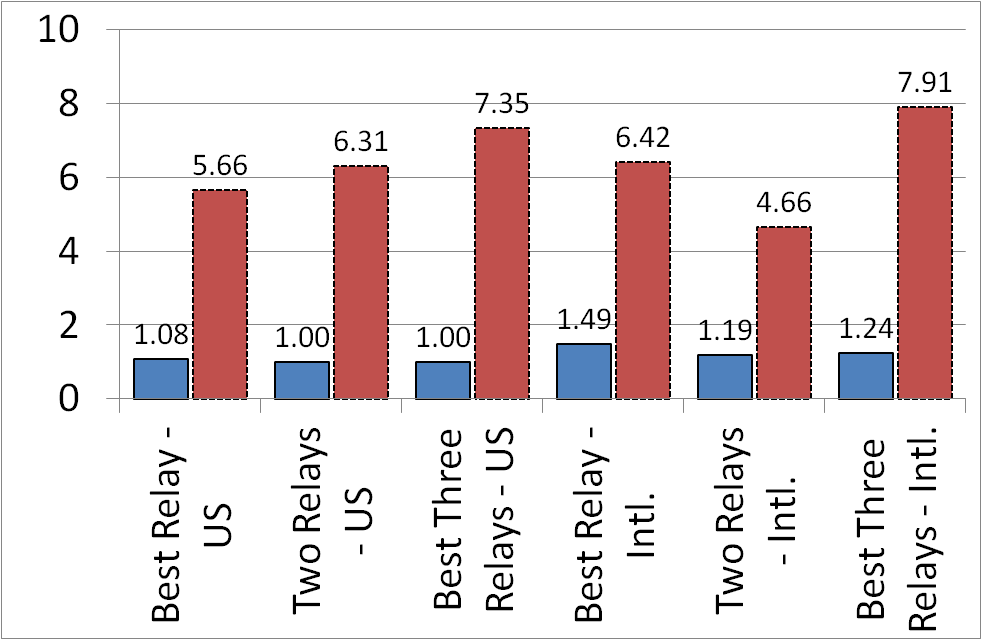 10
8
6
4
2
0
1.08
5.66
1.00
6.31
1.00
7.35
1.49
6.42
1.19
4.66
1.24
7.91
Best Relay -
US
Two Relays
- US
Best Three
Relays - US
Best Relay -
Intl.
Two Relays
- Intl.
Best Three
Relays - Intl.